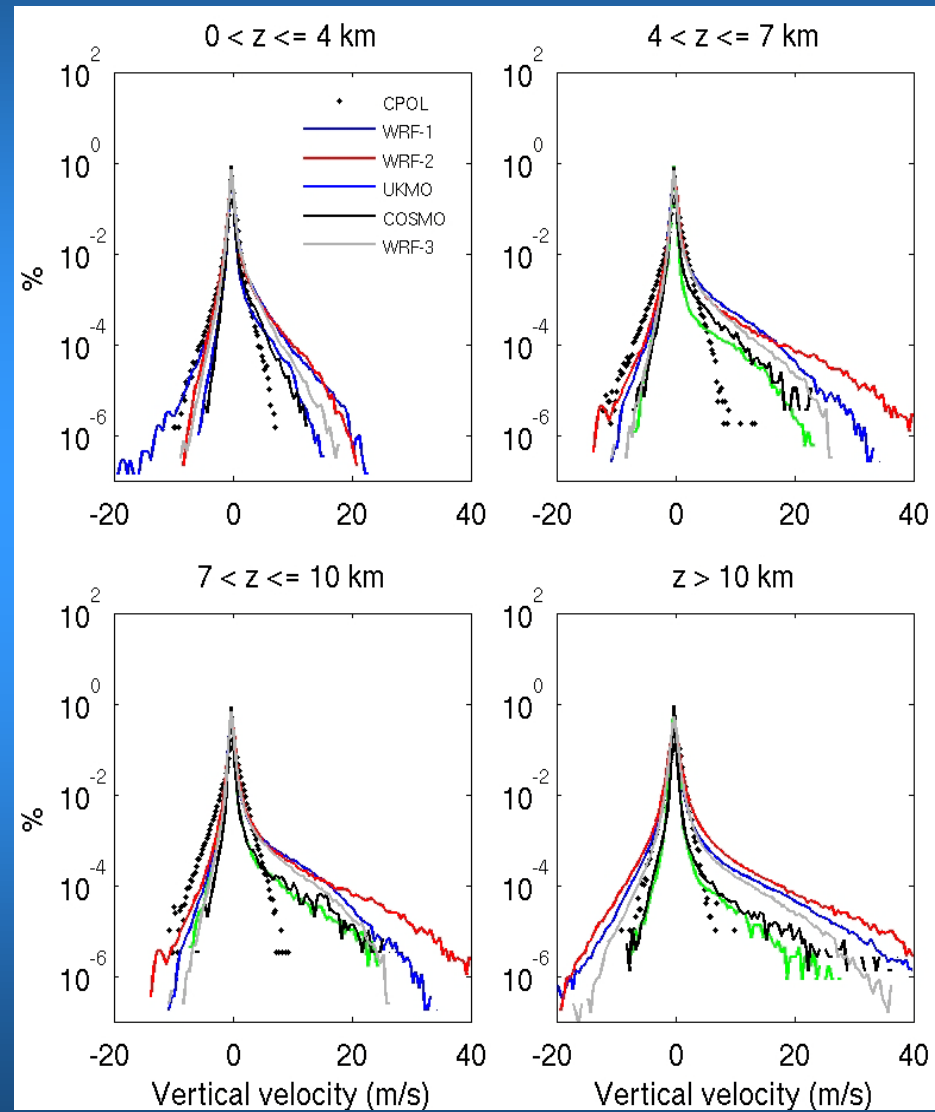 0 < z <= 4 km
4 < z <= 7 km
10^2
10^0
10^-2
10^-4
10^-6
%
-20 0 20 40
CPOL
WRF-1
WRF-2
UKMO
COSMO
WRF-3
10^2
10^0
10^-2
10^-4
10^-6
-20 0 20 40
7 < z <= 10 km
z > 10 km
10^2
10^0
10^-2
10^-4
10^-6
%
-20 0 20 40
Vertical velocity (m/s)
10^2
10^0
10^-2
10^-4
10^-6
-20 0 20 40
Vertical velocity (m/s)